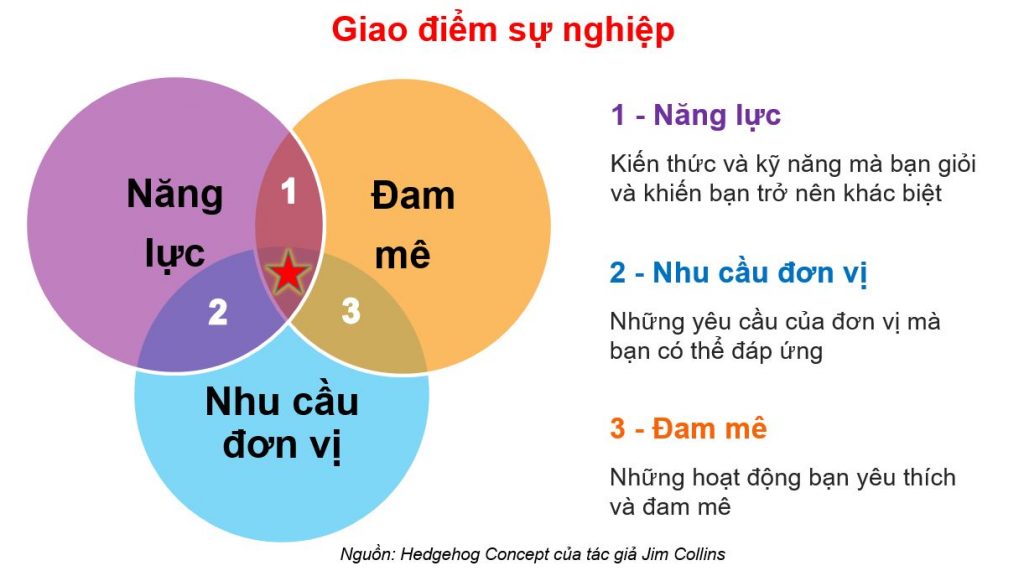 Giao điểm sự nghiệp
Năng
lực
1
Đam
mê
2
3
Nhu cầu
đơn vị
1 - Năng lực
Kiến thức và kỹ năng mà bạn giỏi
và khiến bạn trở nên khác biệt
2 - Nhu cầu đơn vị
Những yêu cầu của đơn vị mà
bạn có thể đáp ứng
3 - Đam mê
Những hoạt động bạn yêu thích
và đam mê
Nguồn: Hedgehog Concept của tác giả Jim Collins